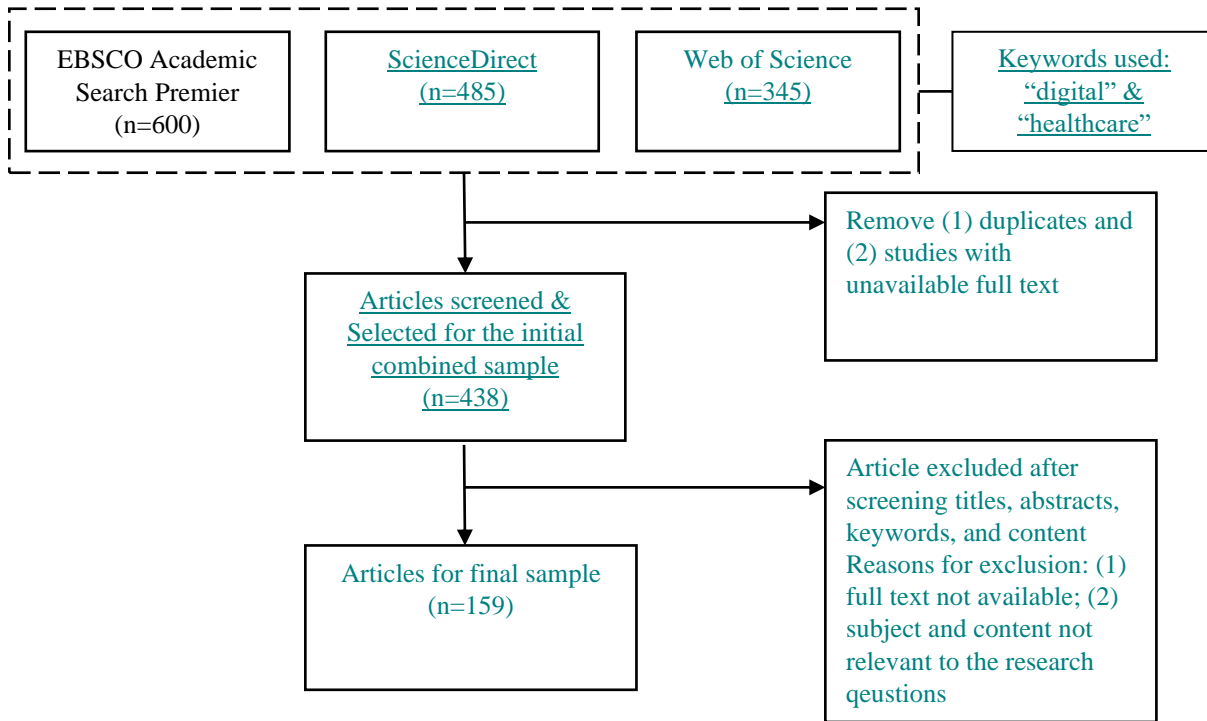 EBSCO Academic
Search Premier
(n=600)
ScienceDirect
(n=485)
Web of Science
(n=345)
Keywords used:
“digital” &
“healthcare”
Remove (1) duplicates and
(2) studies with
unavailable full text
Articles screened &
Selected for the initial
combined sample
(n=438)
Article excluded after
screening titles, abstracts,
keywords, and content
Reasons for exclusion: (1)
full text not available; (2)
subject and content not
relevant to the research
qeustions
Articles for final sample
(n=159)